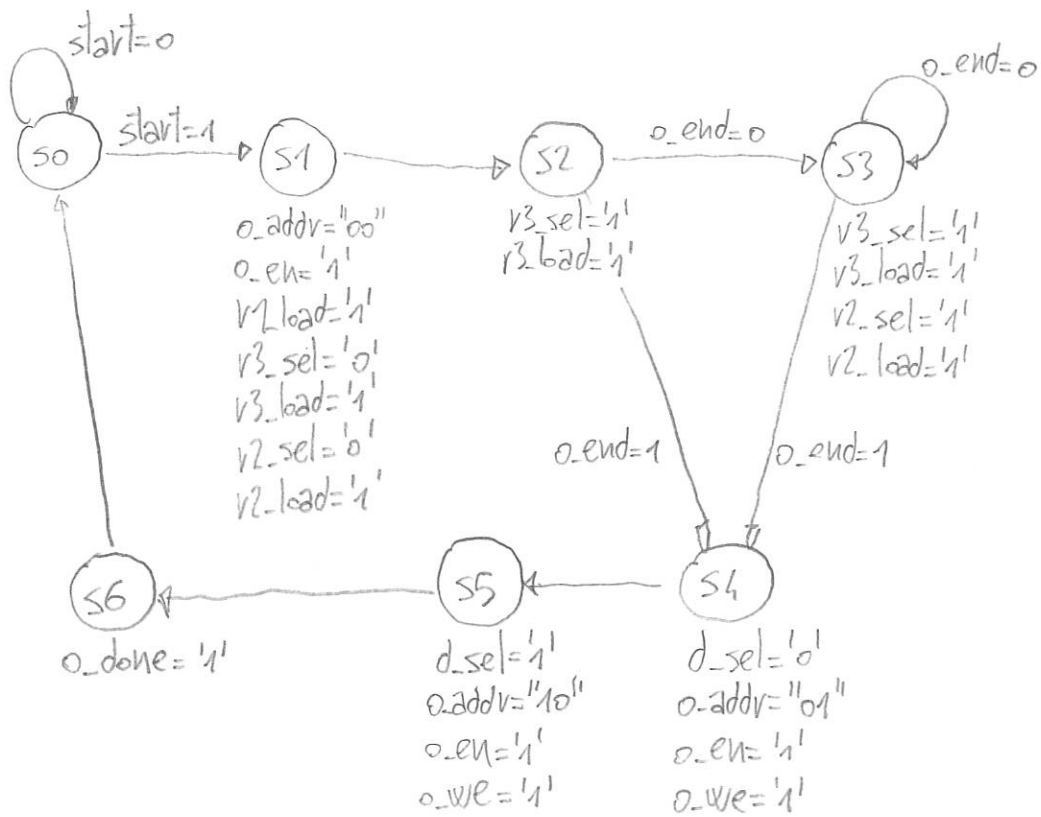 start=0
o_end=0
start=1
o_end=0
S0
S1
S2
S3
o_addr="00"
o_en='1'
r1_load='1'
r3_sel='0'
r3_load='1'
r2_sel='0'
r2_load='1'
r3_sel='1'
r3_load='1'
r3_sel='1'
r3_load='1'
r2_sel='1'
r2_load='1'
o_end=1
o_end=1
S6
S5
S4
o_done='1'
d_sel='1'
o_addr="10"
o_en='1'
o_we='1'
d_sel='0'
o_addr="01"
o_en='1'
o_we='1'